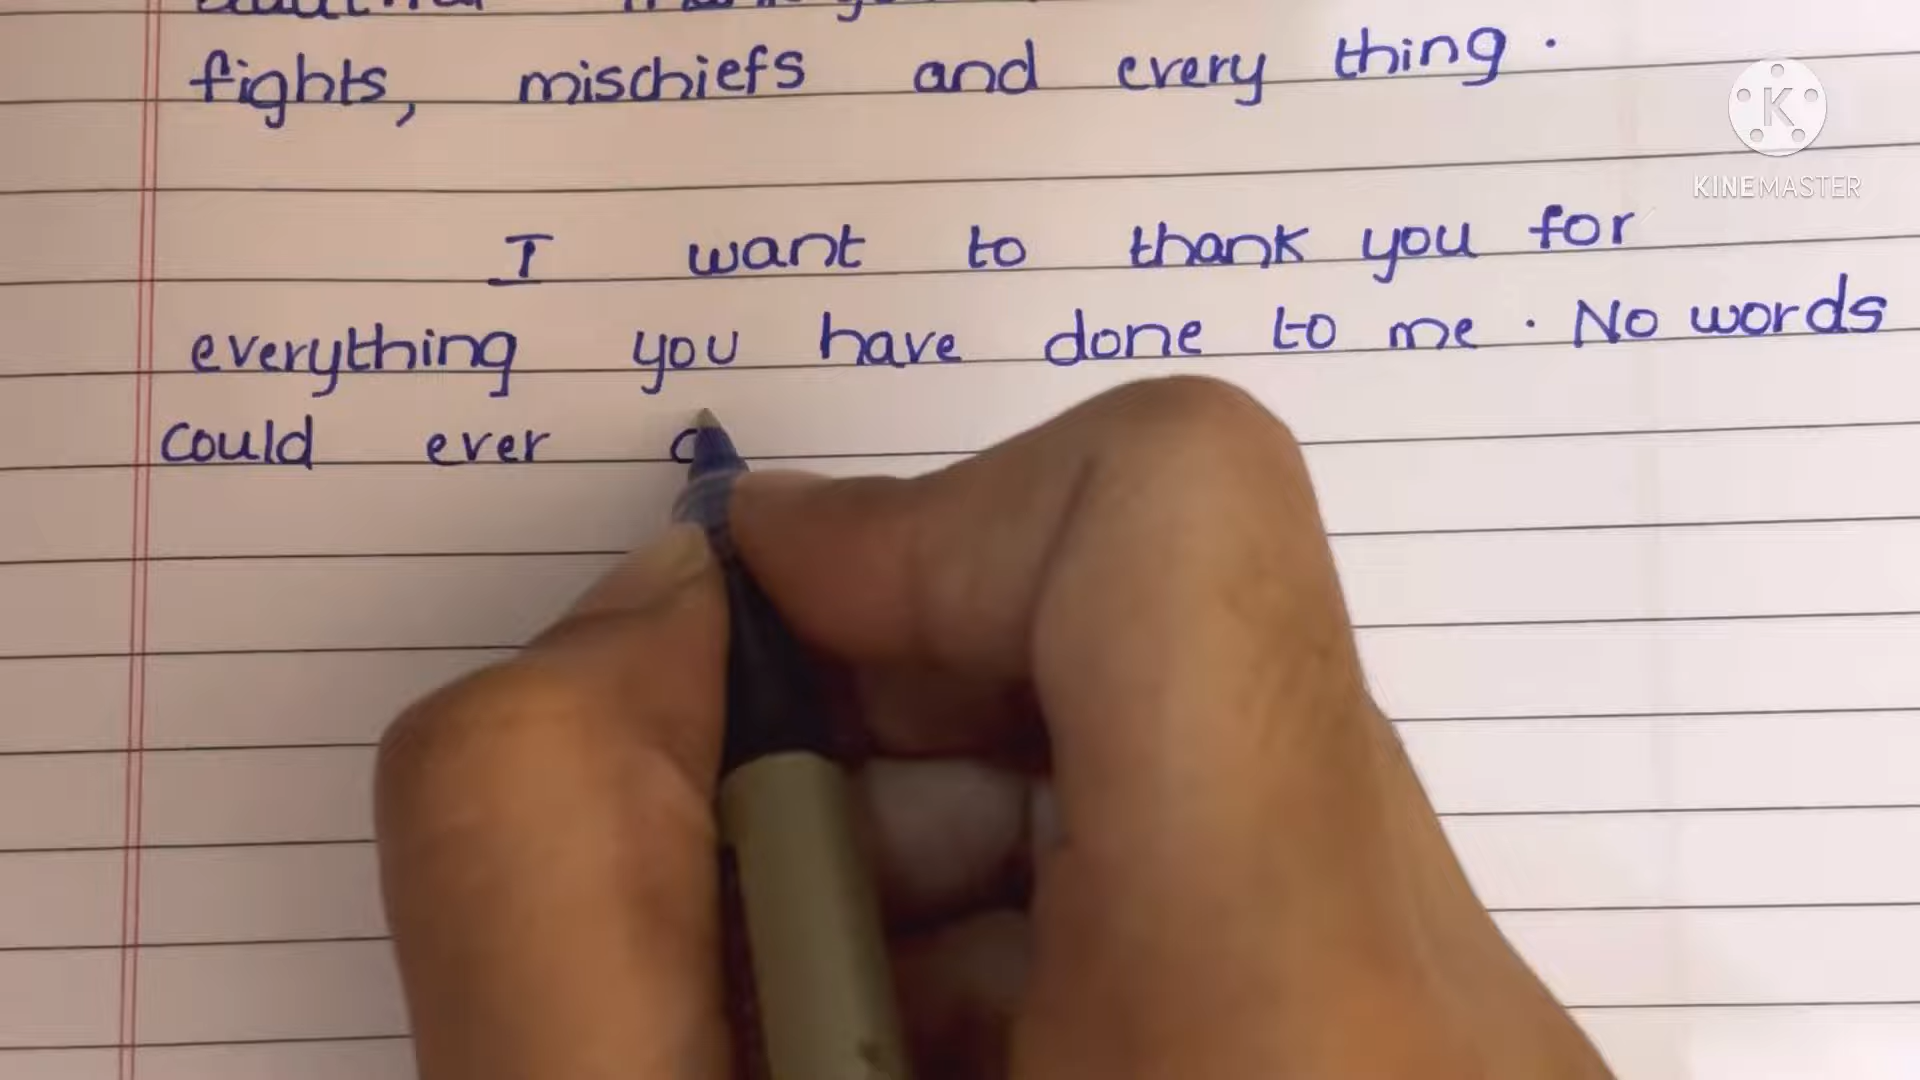 fights, mischiefs and every thing.
I want to thank you for
everything you have done to me. No words
could ever
KINEMASTER